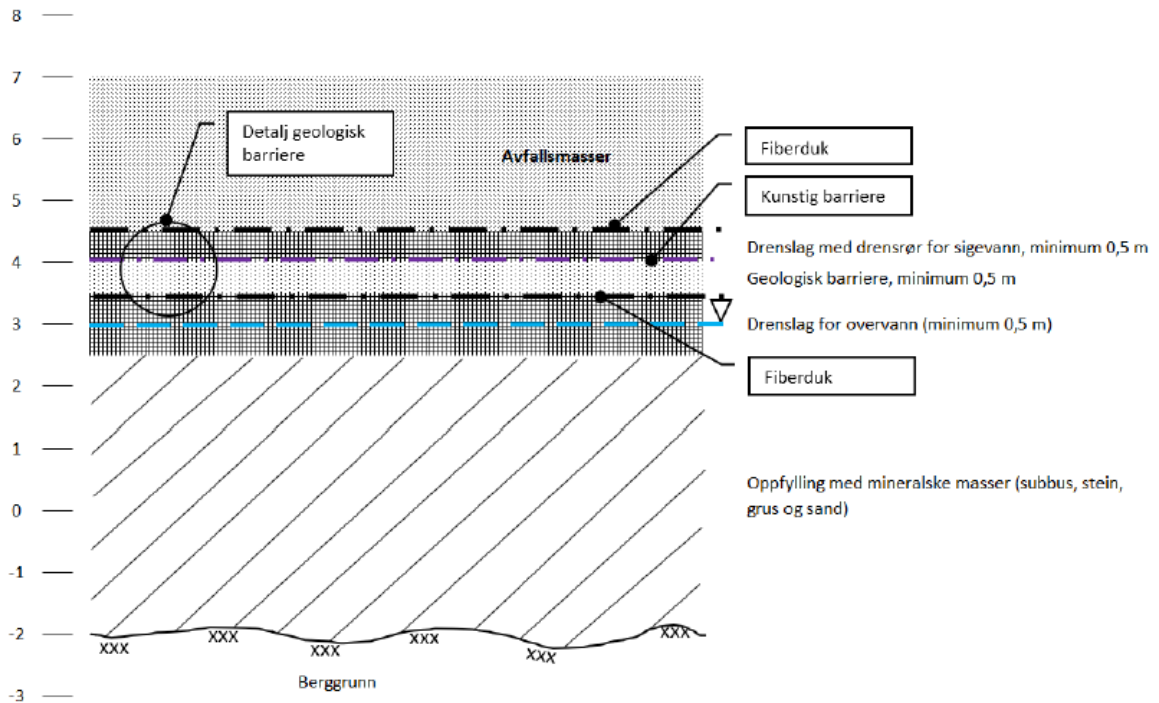 8
7
6
5
4
3
2
1
0
-1
-2
-3
Detalj geologisk
barriere
Avfallsmasser
Fiberduk
Kunstig barriere
Drenslag med drensrør for sigevann, minimum 0,5 m
Geologisk barriere, minimum 0,5 m
Drenslag for overvann (minimum 0,5 m)
Fiberduk
Oppfylling med mineralske masser (subbus, stein,
grus og sand)
XXX
XXX
XXX
XXX
XXX
XXX
Berggrunn